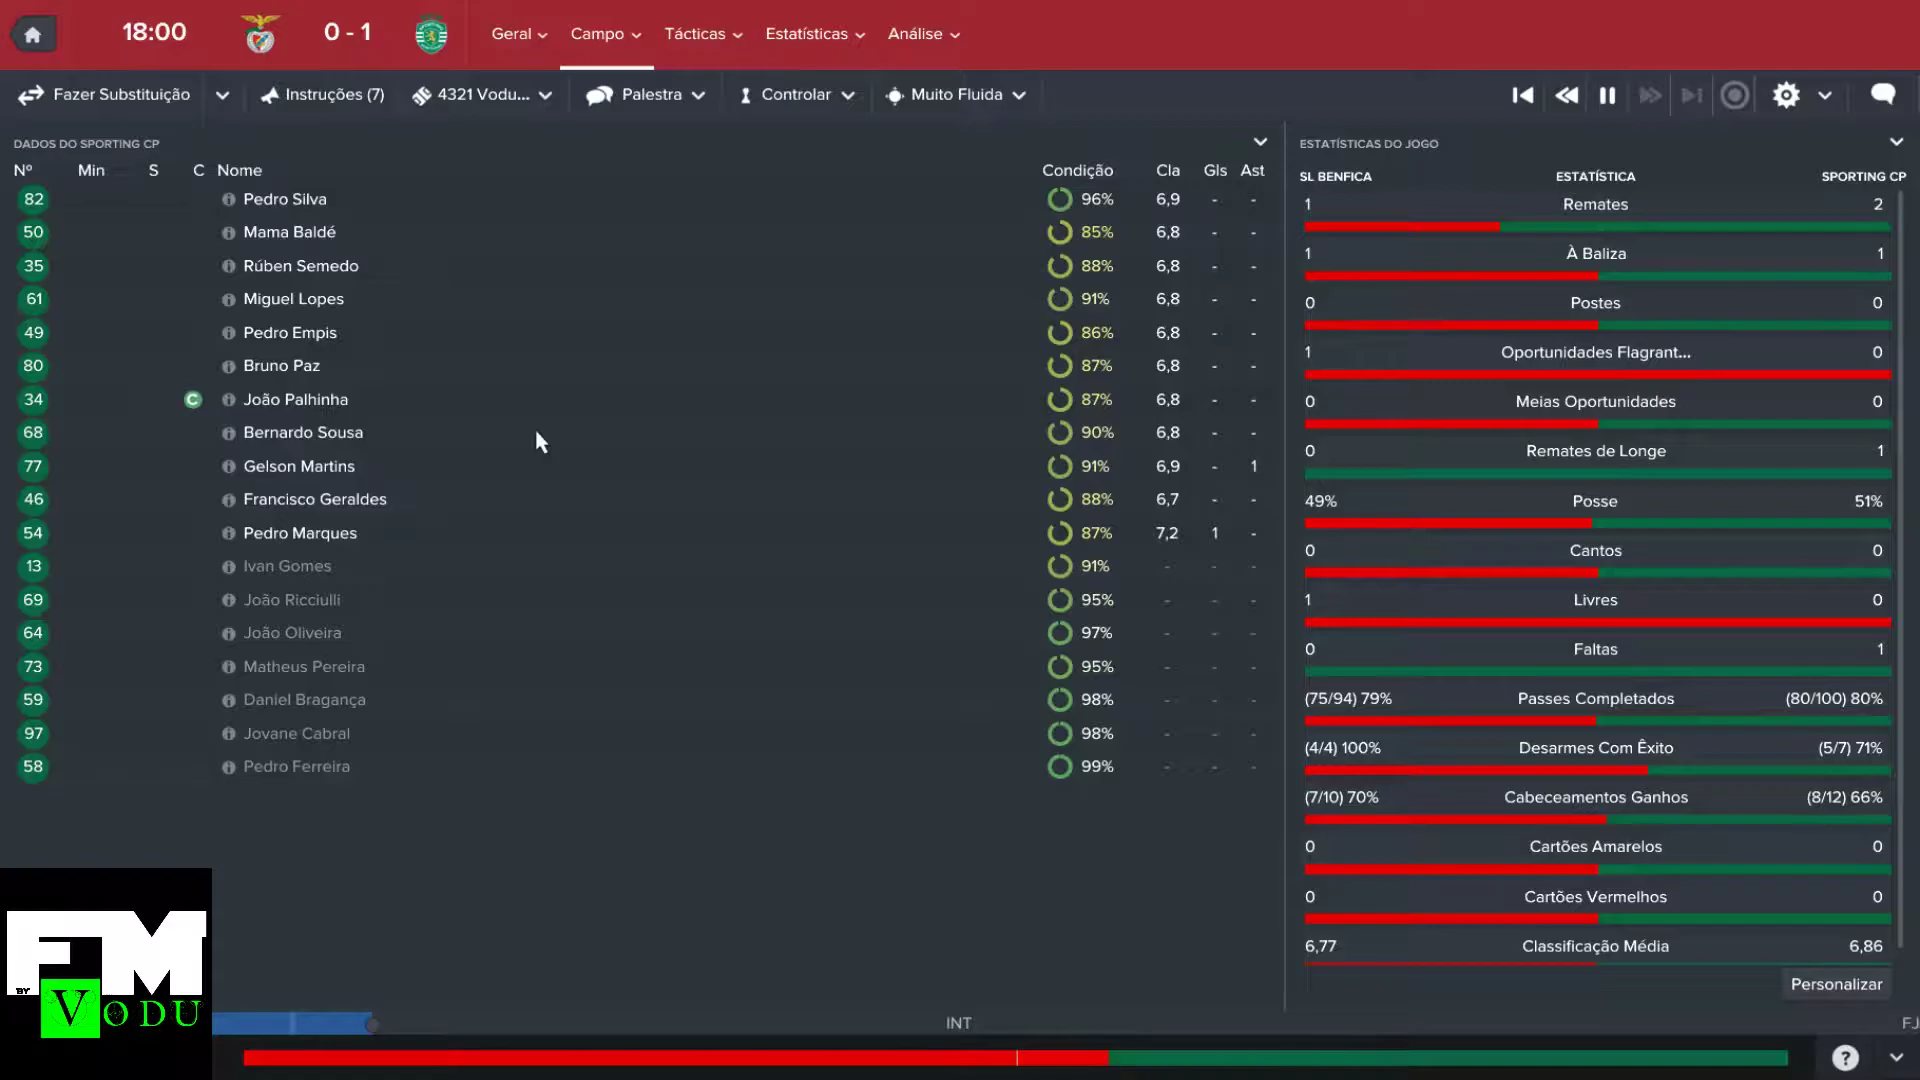 18:00 0 - 1 Geral Campo Tácticas Estatísticas Análise
Fazer Substituição Instruções (7) 4321 Vodu... Palestra Controlar Muito Fluida
DADOS DO SPORTING CP
Nº Min S C Nome Condição Cla Gls Ast
82 Pedro Silva 96% 6,9 - -
50 Mama Baldé 85% 6,8 - -
35 Rúben Semedo 88% 6,8 - -
61 Miguel Lopes 91% 6,8 - -
49 Pedro Empis 86% 6,8 - -
80 Bruno Paz 87% 6,8 - -
34 C João Palhinha 87% 6,8 - -
68 Bernardo Sousa 90% 6,8 - -
77 Gelson Martins 91% 6,9 - 1
46 Francisco Geraldes 88% 6,7 - -
54 Pedro Marques 87% 7,2 1 -
13 Ivan Gomes 91% - - -
69 João Ricciulli 95% - - -
64 João Oliveira 97% - - -
73 Matheus Pereira 95% - - -
59 Daniel Bragança 98% - - -
97 Jovane Cabral 98% - - -
58 Pedro Ferreira 99% - - -
ESTATÍSTICAS DO JOGO
SL BENFICA ESTATÍSTICA SPORTING CP
1 Remates 2
1 À Baliza 1
0 Postes 0
1 Oportunidades Flagrant... 0
0 Meias Oportunidades 0
0 Remates de Longe 1
49% Posse 51%
0 Cantos 0
1 Livres 0
0 Faltas 1
(75/94) 79% Passes Completados (80/100) 80%
(4/4) 100% Desarmes Com Êxito (5/7) 71%
(7/10) 70% Cabeceamentos Ganhos (8/12) 66%
0 Cartões Amarelos 0
0 Cartões Vermelhos 0
6,77 Classificação Média 6,86
Personalizar
FM
BY VODU
INT FJ
?